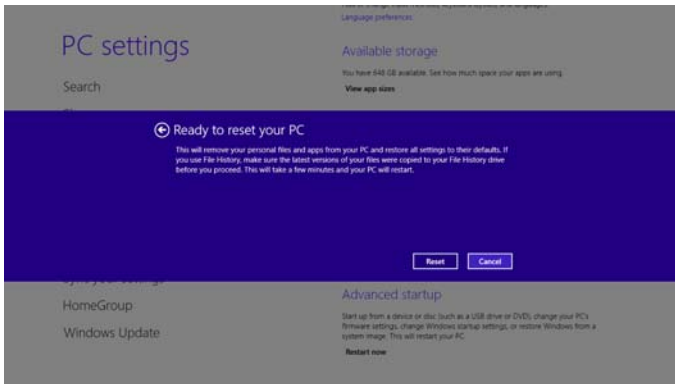 Language preferences
PC settings
Available storage
You have 648 GB available. See how much space your apps are using.
Search
View app sizes
Ready to reset your PC
This will remove your personal files and apps from your PC and restore all settings to their defaults. If
you use File History, make sure the latest versions of your files were copied to your File History drive
before you proceed. This will take a few minutes and your PC will restart.
Reset
Cancel
HomeGroup
Windows Update
Advanced startup
Start up from a device or disc (such as a USB drive or DVD), change your PC's
firmware settings, change Windows startup settings, or restore Windows from a
system image. This will restart your PC.
Restart now